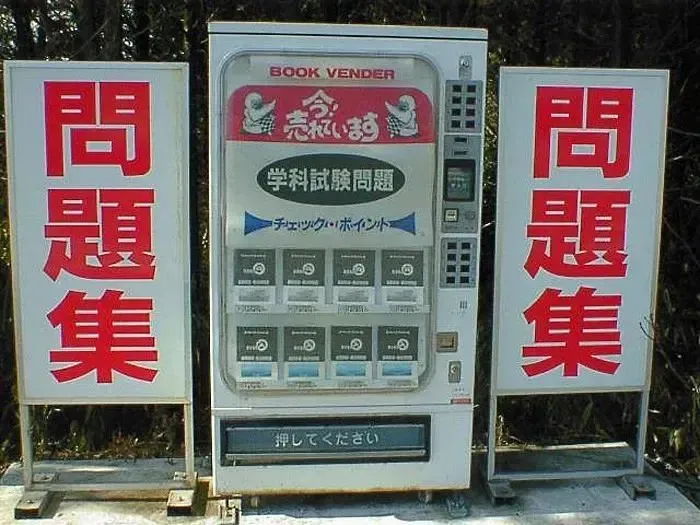 問題集
BOOK VENDER
今!
売れています
学科試験問題
チェック・ポイント
押してください
問題集